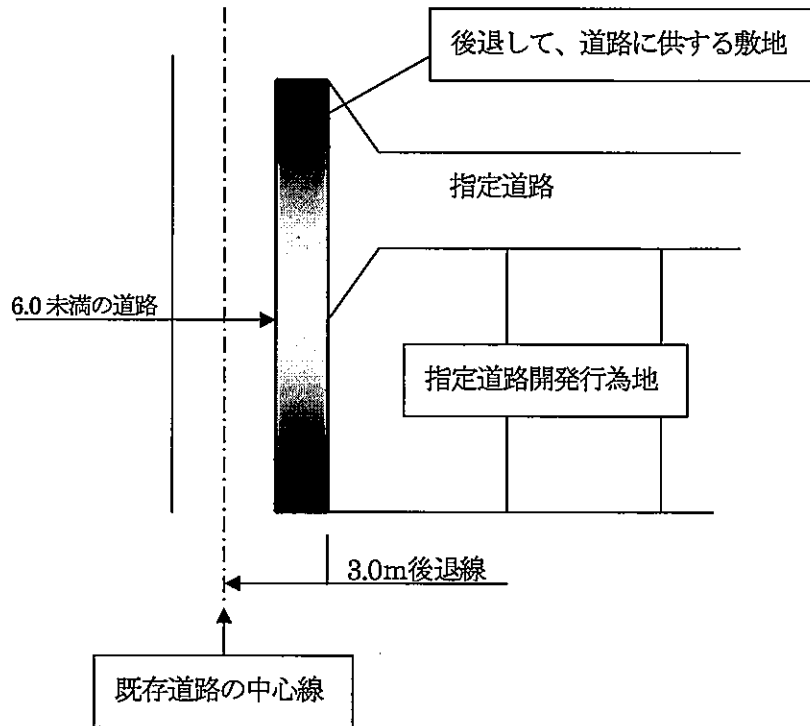 後退して、道路に供する敷地
指定道路
6.0 未満の道路
指定道路開発行為地
3.0m後退線
既存道路の中心線